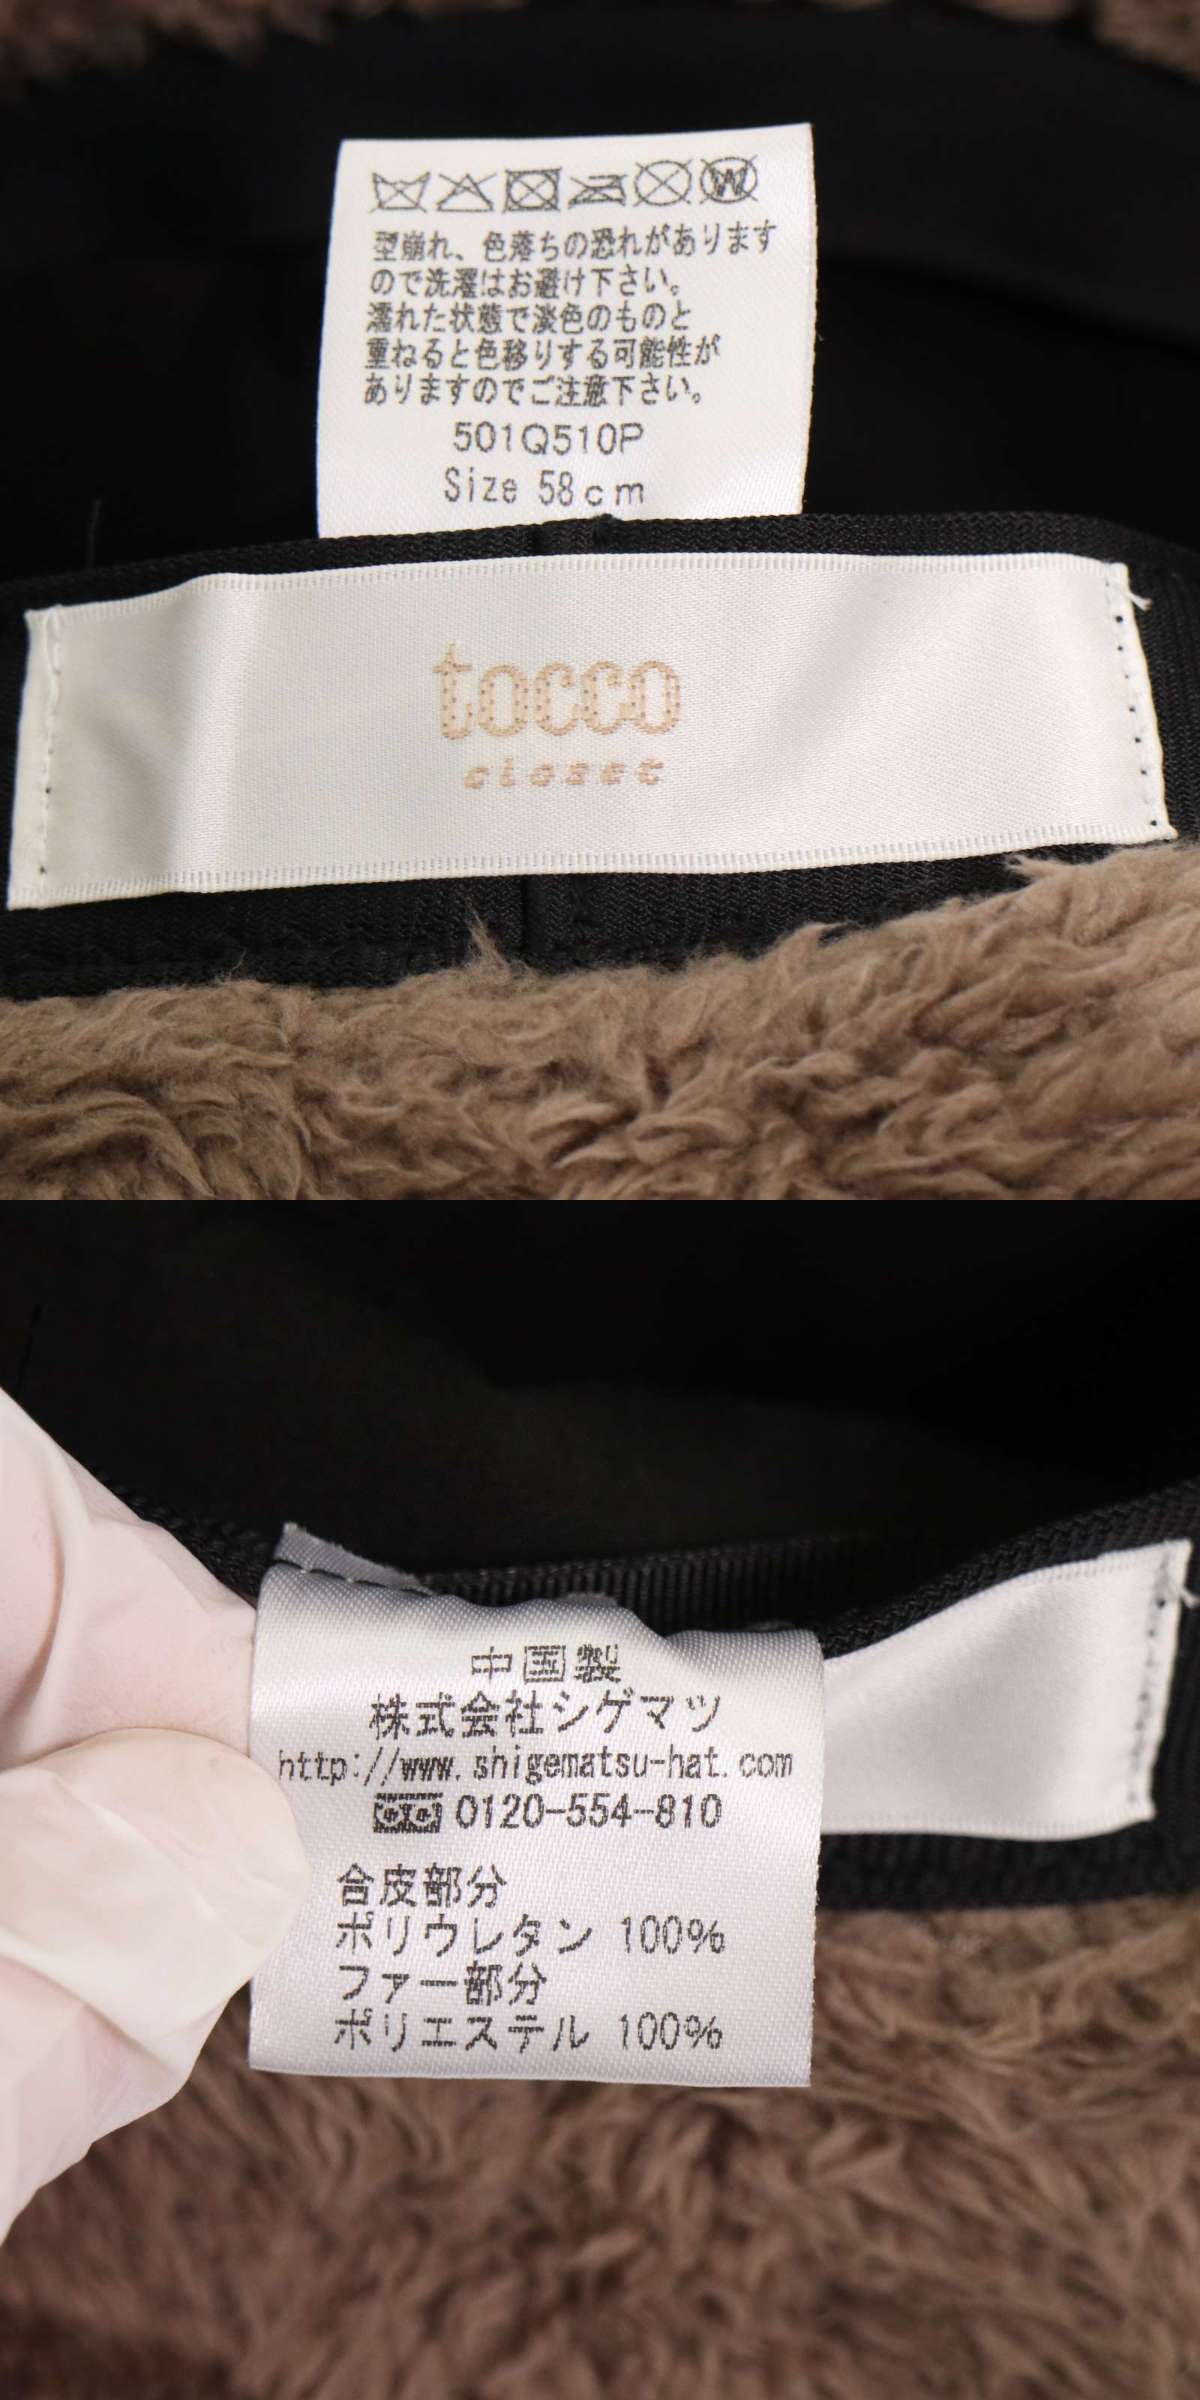 W
型崩れ、色落ちの恐れがあります
ので洗濯はお避け下さい。
濡れた状態で淡色のものと
重ねると色移りする可能性が
ありますのでご注意下さい。
501Q510P
Size 58cm
tocco
closet
中国製
株式会社シゲマツ
http://www.shigematsu-hat.com
0120-554-810
合皮部分
ポリウレタン 100%
ファー部分
ポリエステル 100%